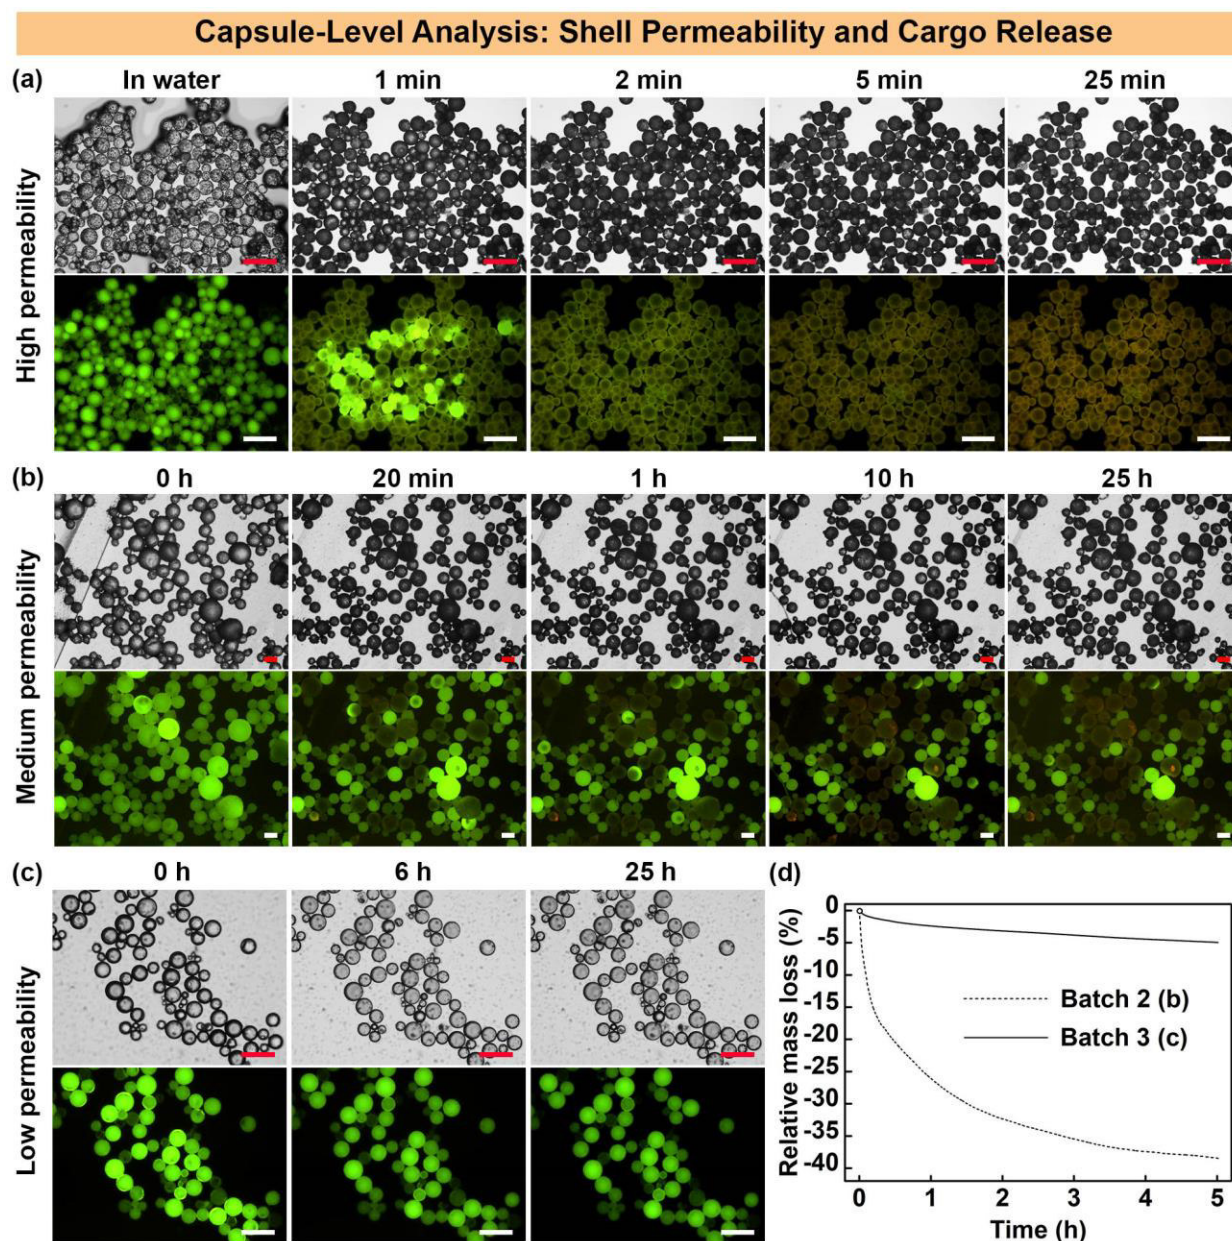 Capsule-Level Analysis: Shell Permeability and Cargo Release
(a)
In water
1 min
2 min
5 min
25 min
High permeability
(b)
0 h
20 min
1 h
10 h
25 h
Medium permeability
(c)
0 h
6 h
25 h
Low permeability
(d)
Relative mass loss (%)
0
-5
-10
-15
-20
-25
-30
-35
-40
Batch 2 (b)
Batch 3 (c)
0 1 2 3 4 5
Time (h)